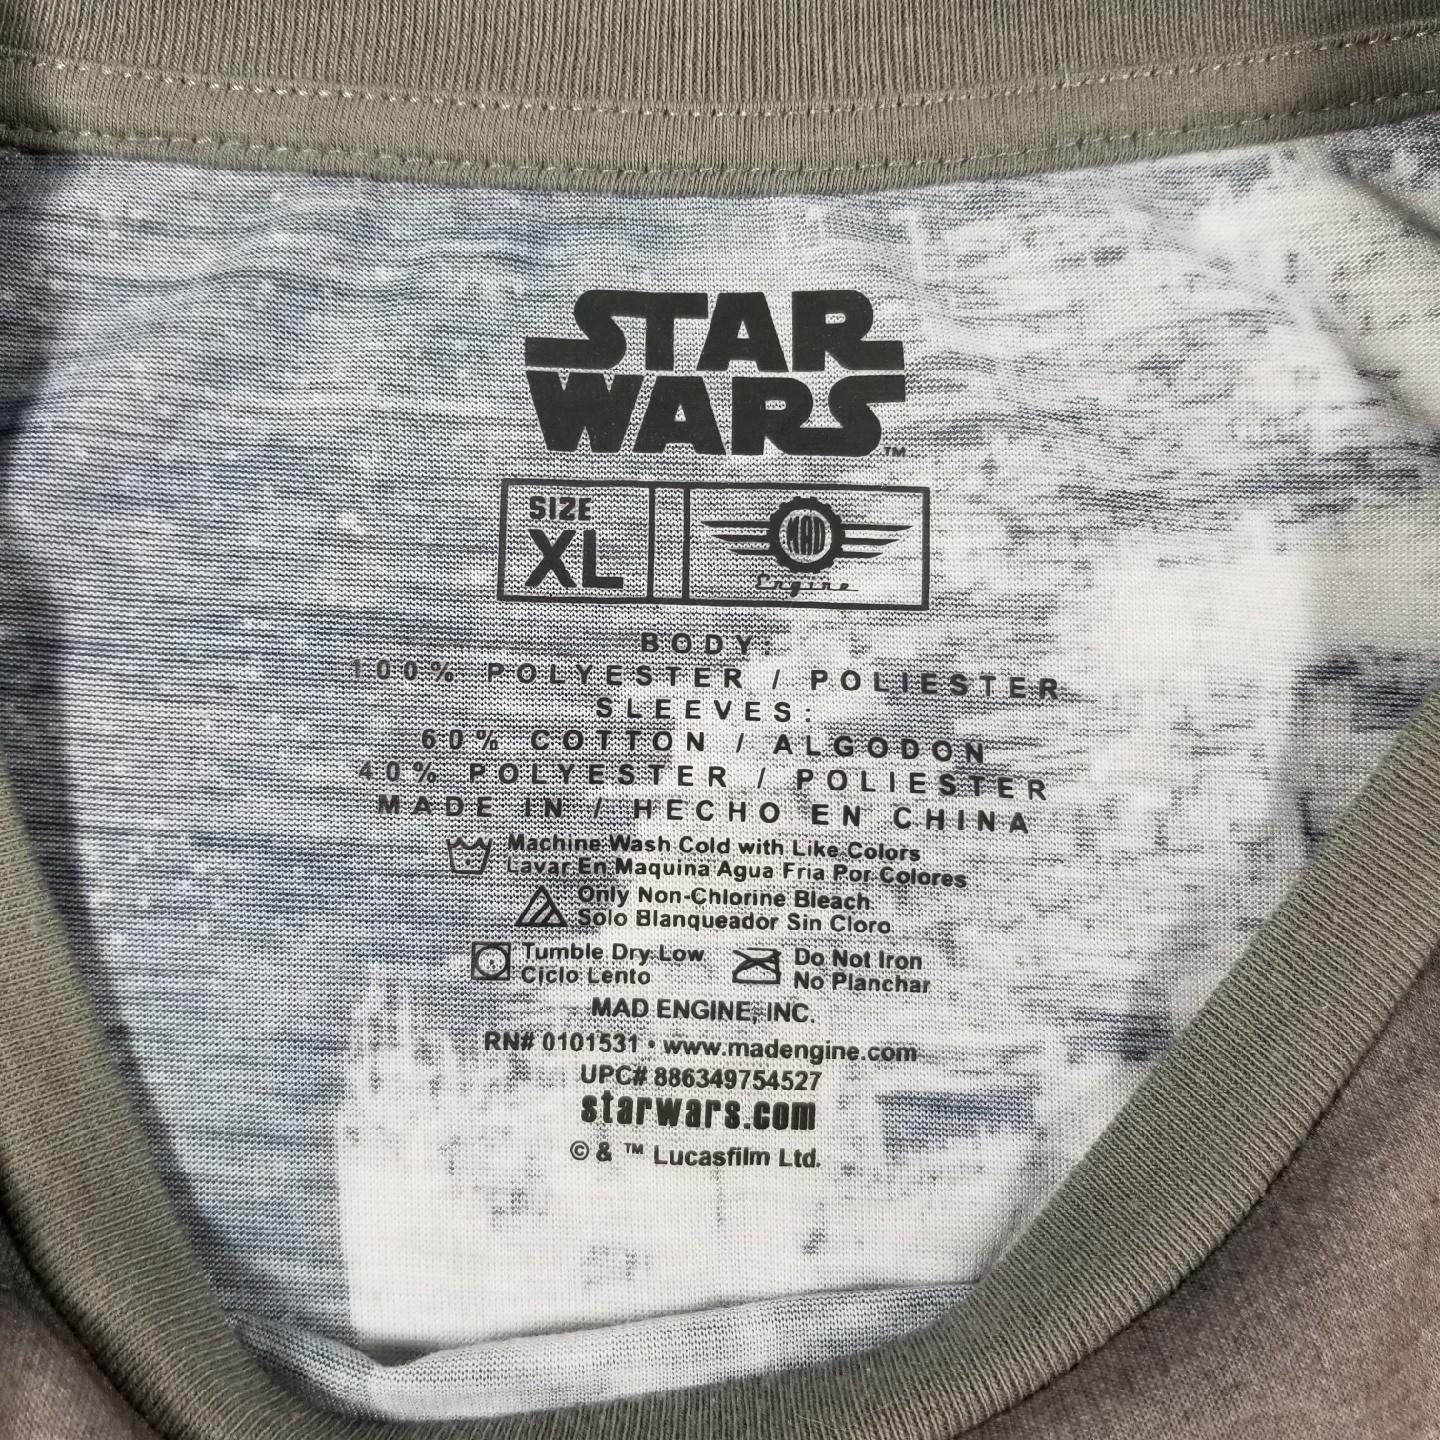 STAR
WARS™
SIZE
XL
MAD
Engine
BODY:
100% POLYESTER / POLIESTER
SLEEVES:
60% COTTON / ALGODON
40% POLYESTER / POLIESTER
MADE IN / HECHO EN CHINA
Machine Wash Cold with Like Colors
Lavar En Maquina Agua Fria Por Colores
Only Non-Chlorine Bleach
Solo Blanqueador Sin Cloro
Tumble Dry Low
Ciclo Lento
Do Not Iron
No Planchar
MAD ENGINE, INC.
RN# 0101531 • www.madengine.com
UPC# 886349754527
starwars.com
© & ™ Lucasfilm Ltd.